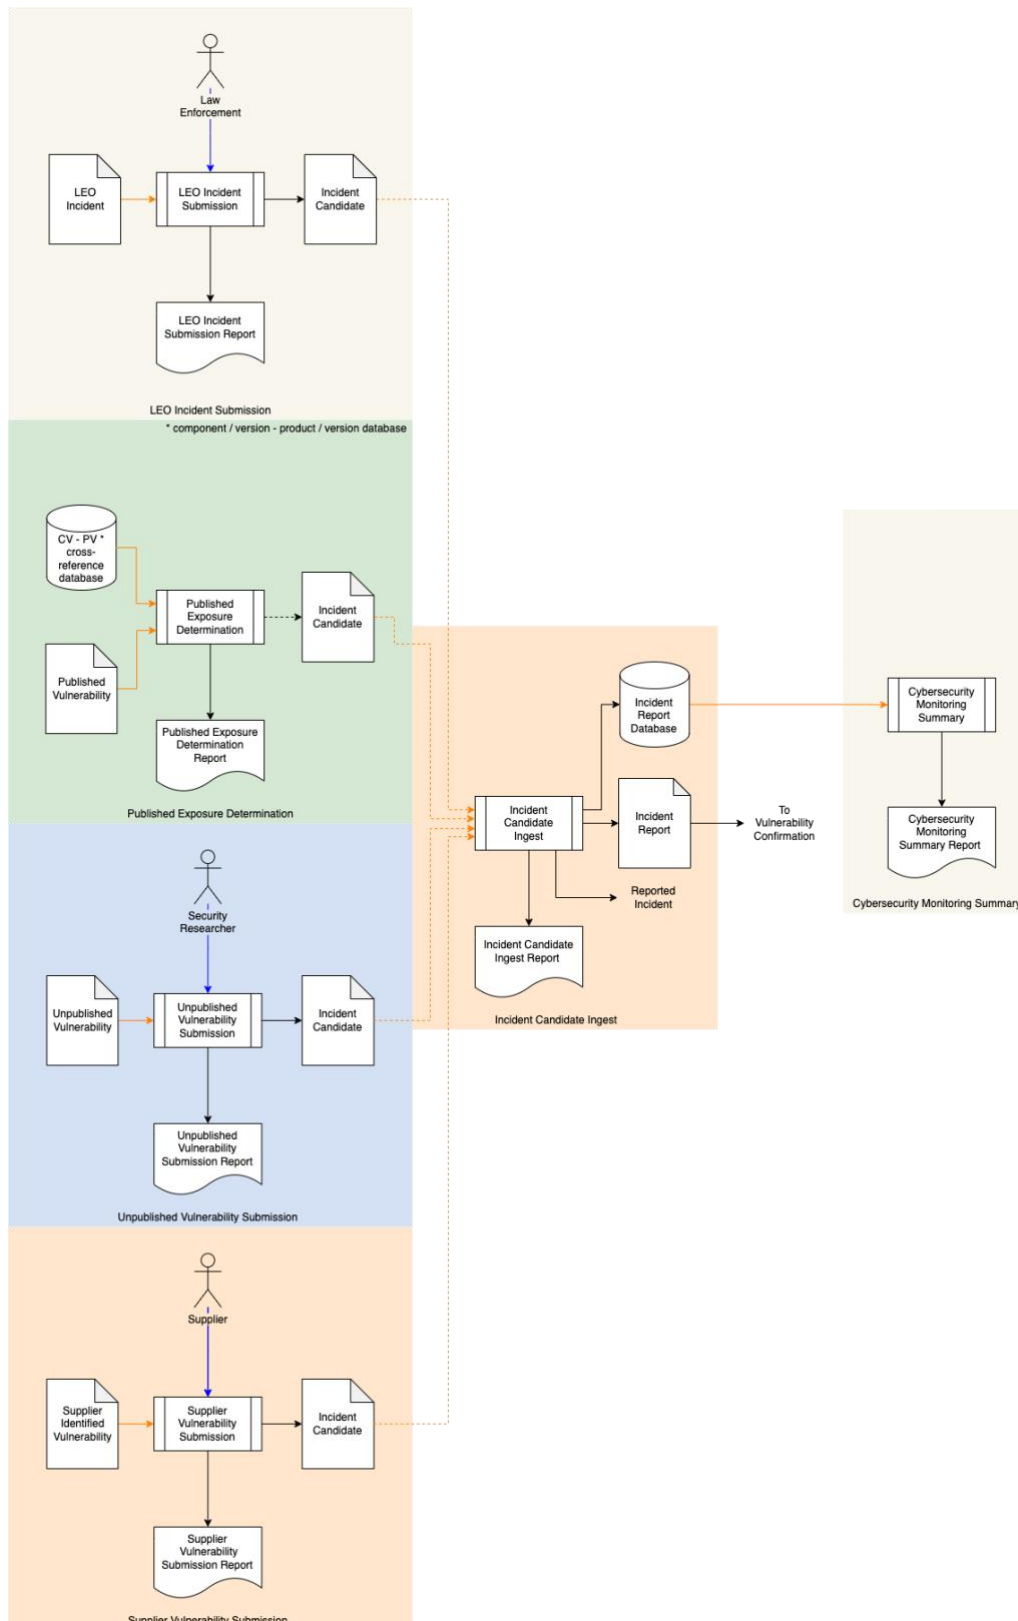 Law
Enforcement
LEO
Incident
LEO Incident
Submission
Incident
Candidate
LEO Incident
Submission Report
LEO Incident Submission
* component / version - product / version database
CV - PV *
cross-
reference
database
Published
Exposure
Determination
Incident
Candidate
Published
Vulnerability
Published Exposure
Determination
Report
Published Exposure Determination
Security
Researcher
Unpublished
Vulnerability
Unpublished
Vulnerability
Submission
Incident
Candidate
Unpublished
Vulnerability
Submission Report
Unpublished Vulnerability Submission
Supplier
Supplier
Identified
Vulnerability
Supplier
Vulnerability
Submission
Incident
Candidate
Supplier
Vulnerability
Submission Report
Supplier Vulnerability Submission
Incident
Report
Database
Incident
Candidate
Ingest
Incident
Report
To
Vulnerability
Confirmation
Reported
Incident
Incident Candidate
Ingest Report
Incident Candidate Ingest
Cybersecurity
Monitoring
Summary
Cybersecurity
Monitoring
Summary Report
Cybersecurity Monitoring Summary